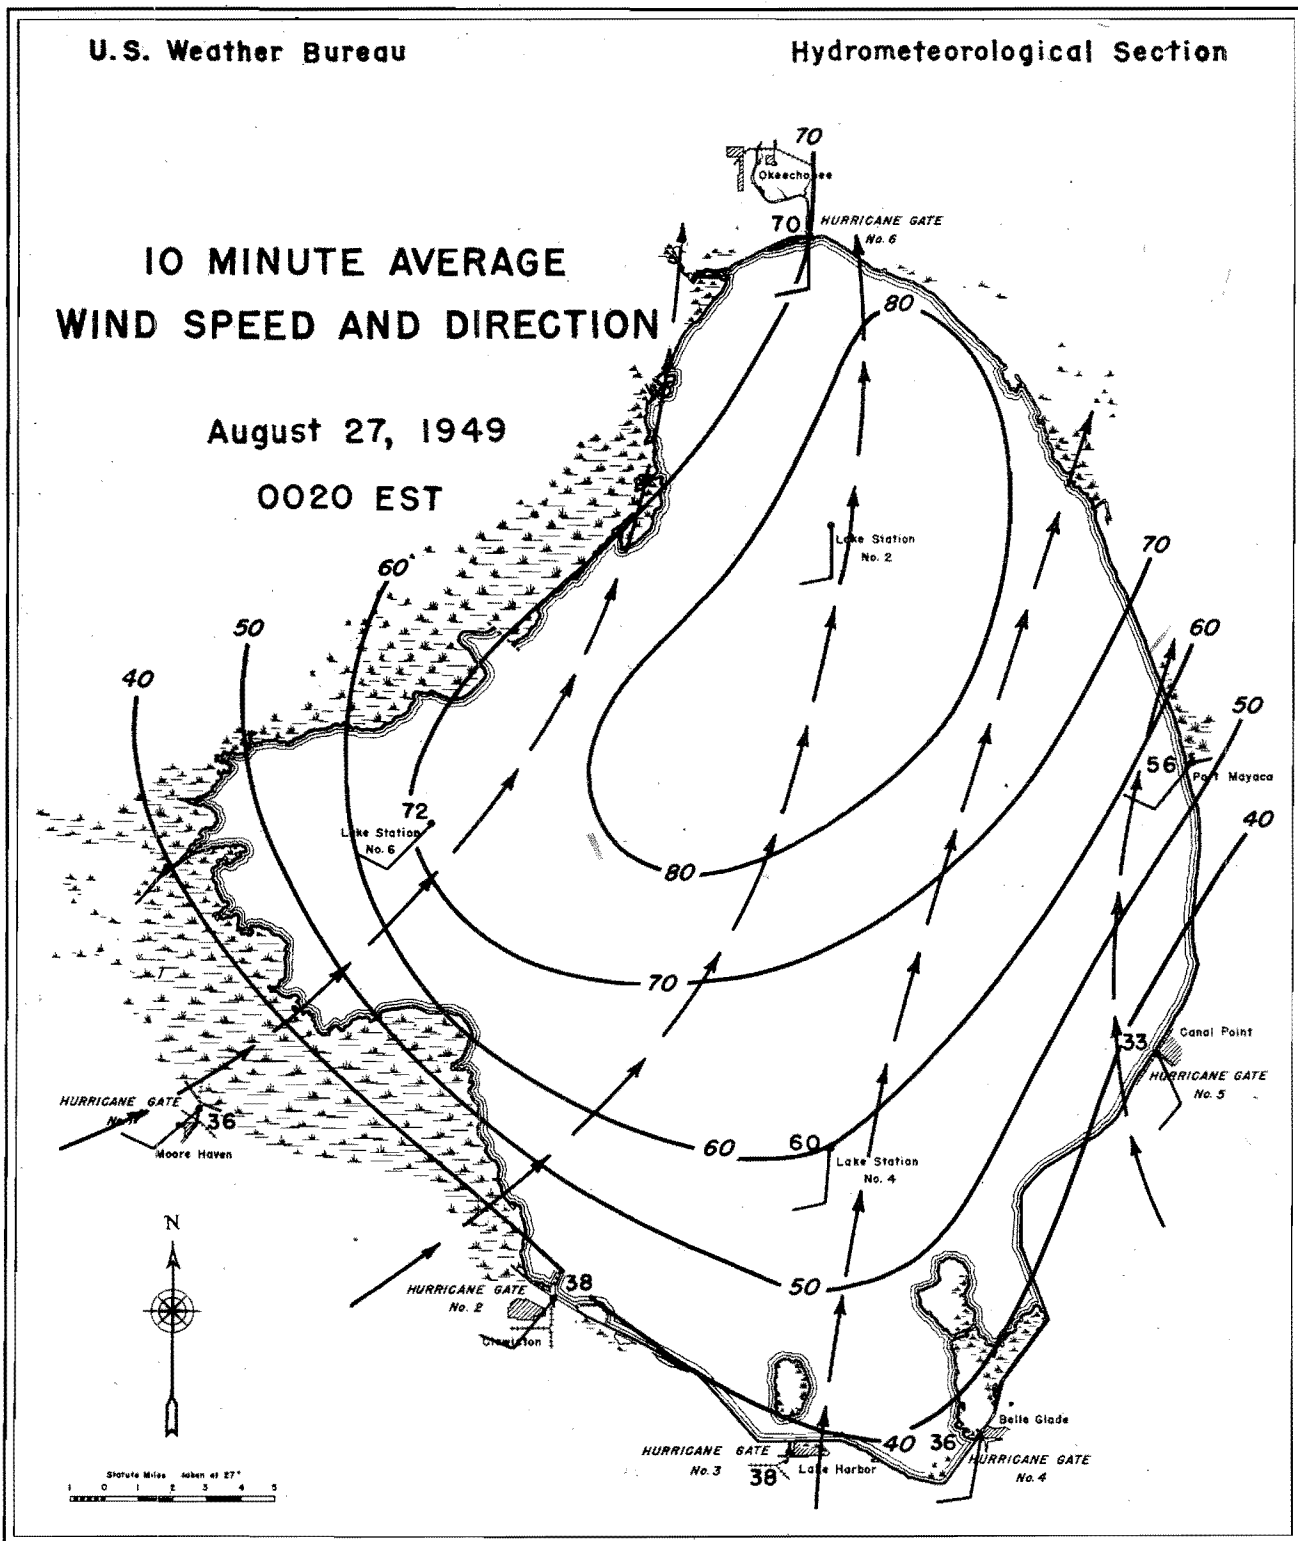 U.S. Weather Bureau
Hydrometeorological Section
70
Okeechobee
70
HURRICANE GATE
No. 6
10 MINUTE AVERAGE
WIND SPEED AND DIRECTION
August 27, 1949
0020 EST
80
Lake Station
No. 2
70
60
50
40
60
50
56
Port Mayaca
40
72
Lake Station
No. 6
80
70
33
Canal Point
HURRICANE GATE
No. 5
HURRICANE GATE
36
Moore Haven
60
60
Lake Station
No. 4
N
50
38
HURRICANE GATE
No. 2
Clewiston
Belle Glade
40
36
HURRICANE GATE
No. 3
38
Lake Harbor
HURRICANE GATE
No. 4
Statute Miles taken at 27°
1 0 1 2 3 4 5